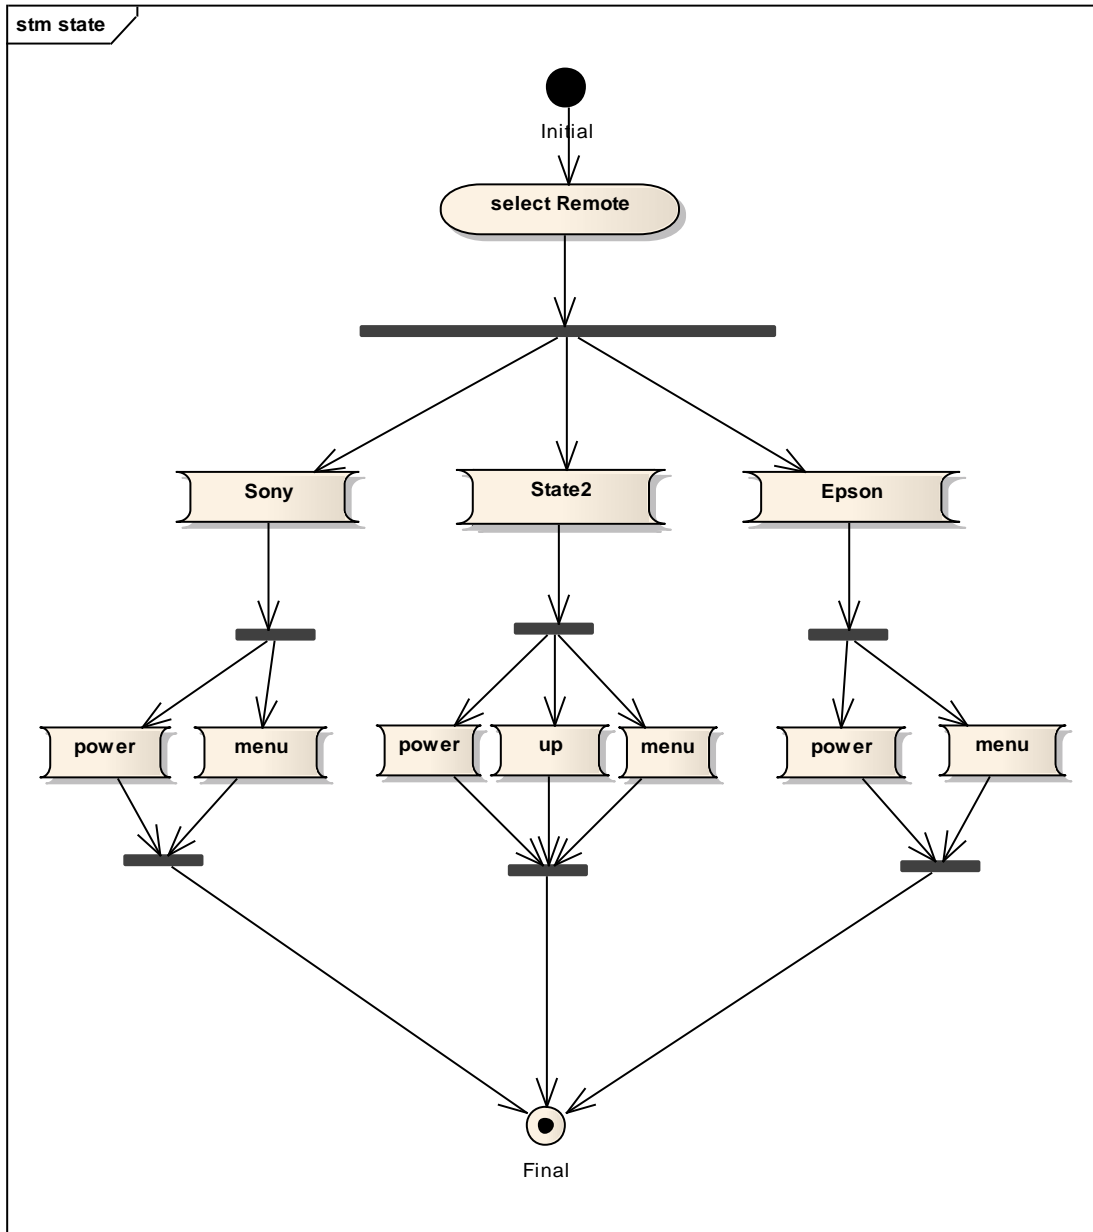 stm state
Initial
select Remote
Sony
State2
Epson
power
menu
power
up
menu
power
menu
Final